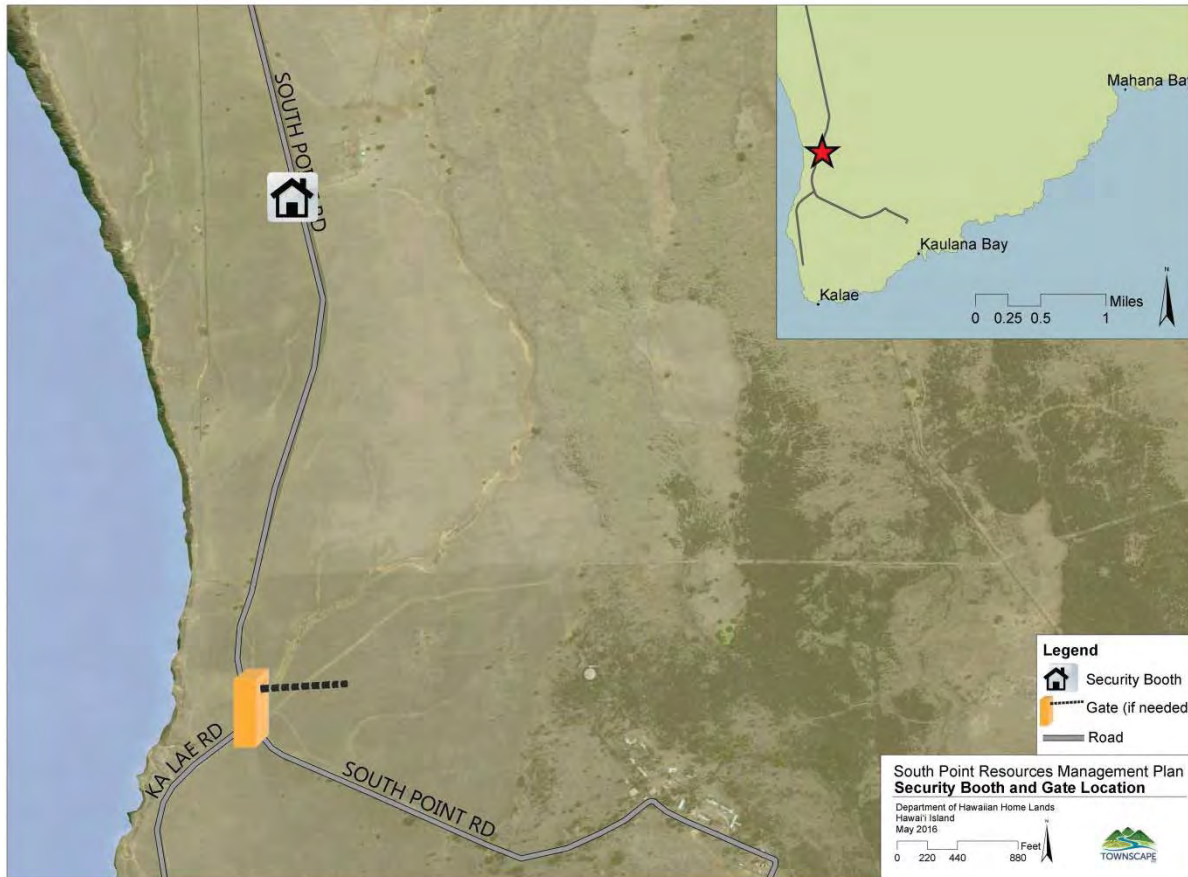 SOUTH POINT RD
Mahana Bay
Kaulana Bay
Kalae
N
Miles
0 0.25 0.5 1
KA LAE RD
SOUTH POINT RD
Legend
Security Booth
Gate (if needed
Road
South Point Resources Management Plan
Security Booth and Gate Location
Department of Hawaiian Home Lands
Hawai'i Island
May 2016
N
Feet
0 220 440 880
TOWNSCAPE